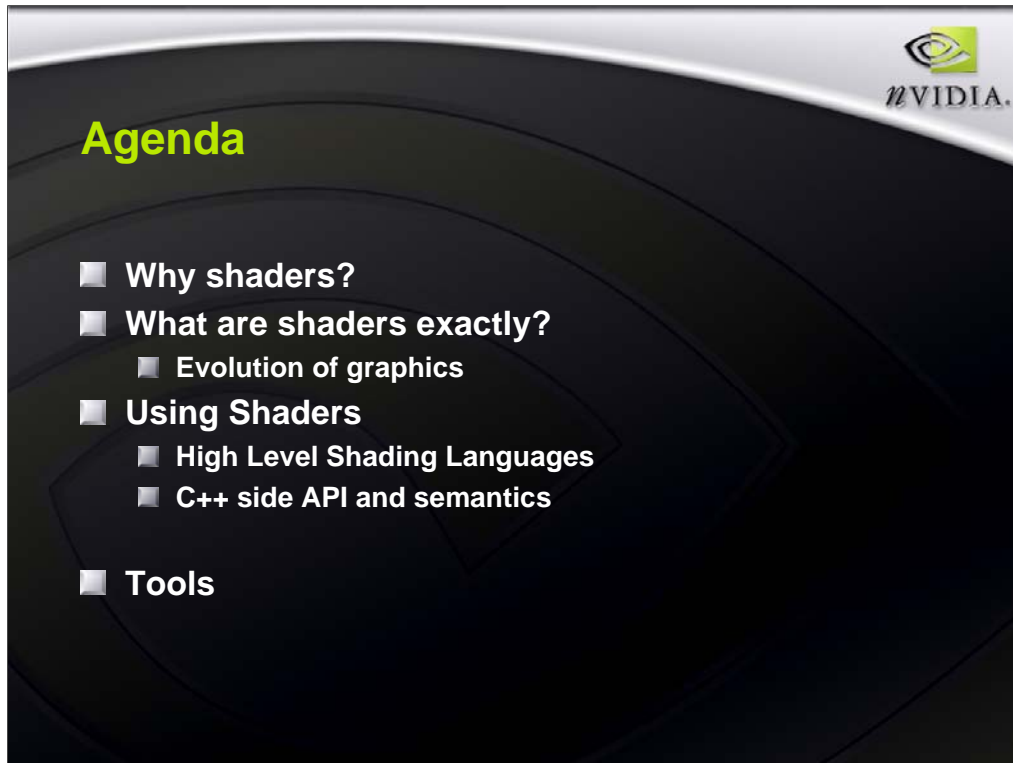 nVIDIA.
Agenda
Why shaders?
What are shaders exactly?
Evolution of graphics
Using Shaders
High Level Shading Languages
C++ side API and semantics
Tools